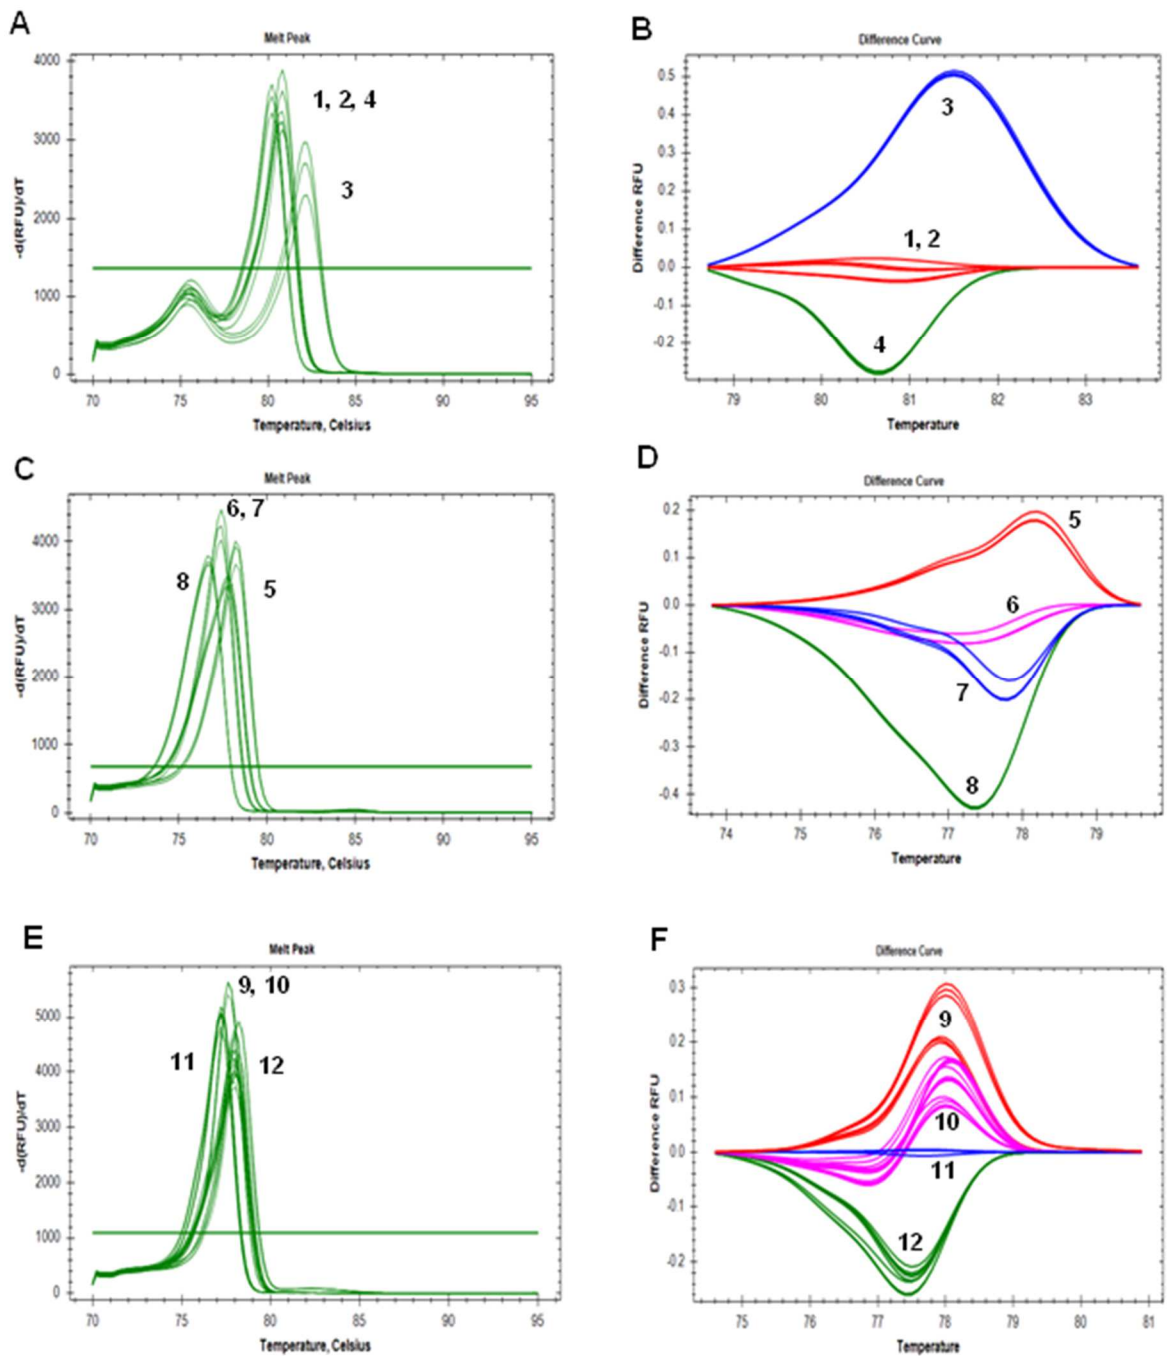 A
Melt Peak
4000
3000
2000
1000
0
-d(RFU)/dT
1, 2, 4
3
70 75 80 85 90 95
Temperature, Celsius
B
Difference Curve
0.5
0.4
0.3
0.2
0.1
0.0
-0.1
-0.2
Difference RFU
3
1, 2
4
79 80 81 82 83
Temperature
C
Melt Peak
4000
3000
2000
1000
0
-d(RFU)/dT
6, 7
8
5
70 75 80 85 90 95
Temperature, Celsius
D
Difference Curve
0.2
0.1
0.0
-0.1
-0.2
-0.3
-0.4
Difference RFU
5
6
7
8
74 75 76 77 78 79
Temperature
E
Melt Peak
5000
4000
3000
2000
1000
0
-d(RFU)/dT
9, 10
11
12
70 75 80 85 90 95
Temperature, Celsius
F
Difference Curve
0.3
0.2
0.1
0.0
-0.1
-0.2
Difference RFU
9
10
11
12
75 76 77 78 79 80 81
Temperature